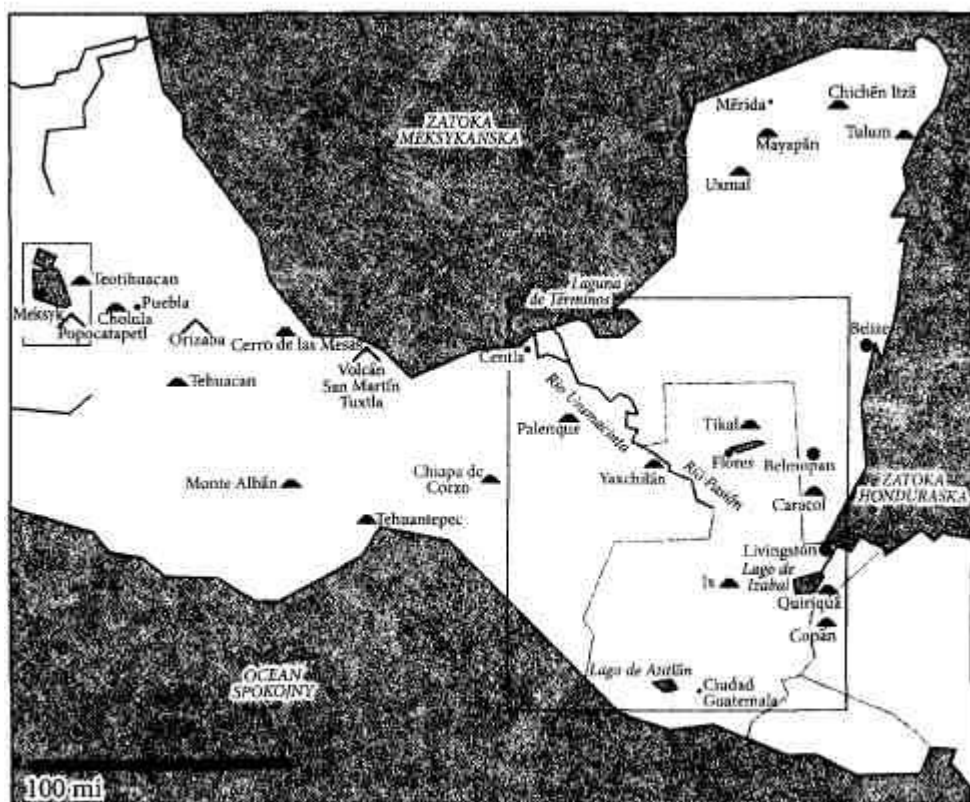 ZATOKA
MEKSYKAŃSKA
Mérida
Chichén Itzá
Mayapán
Tulum
Uxmal
Teotihuacan
Meksyk
Cholula
Puebla
Popocatapetl
Orizaba
Cerro de las Mesas
Laguna
de Términos
Tehuacan
Volcán
San Martín
Tuxtla
Centla
Belize
Río Usumacinta
Palenque
Tikal
Flores
Belmopan
Monte Albán
Chiapa de
Corzo
Yaxchilán
Río Pasión
Caracol
ZATOKA
HONDURASKA
Tehuantepec
Livingston
Ix
Lago de
Izabal
Quiriquá
Copán
OCEAN
SPOKOJNY
Lago de Atitlán
Ciudad
Guatemala
100 mi